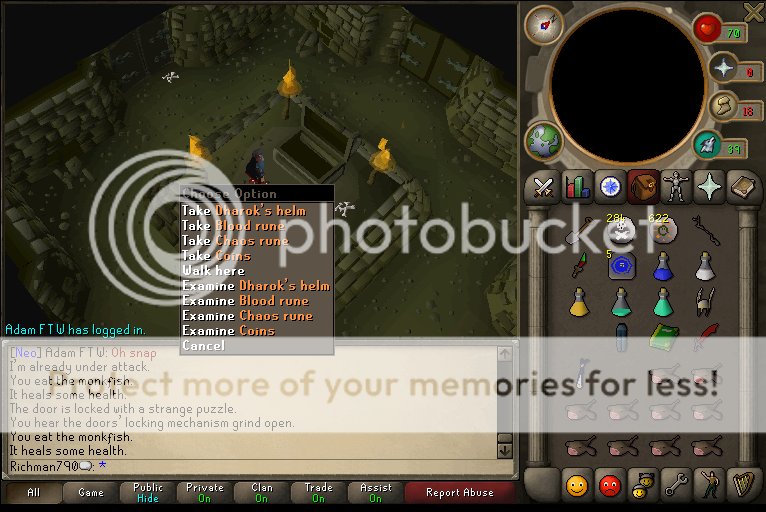 70
0
18
39
Choose Option
Take Dharok's helm
Take Blood rune
Take Chaos rune
Take Coins
Walk here
Examine Dharok's helm
Examine Blood rune
Examine Chaos rune
Examine Coins
Cancel
photobucket
622
5
Adam FTW has logged in.
[Neo] Adam FTW: Oh snap
I'm already under attack.
You eat the monkfish.
It heals some health.
The door is locked with a strange puzzle.
You hear the doors' locking mechanism grind open.
You eat the monkfish.
It heals some health.
Richman790: *
Protect more of your memories for less!
All
Game
Public
Hide
Private
On
Clan
On
Trade
On
Assist
On
Report Abuse